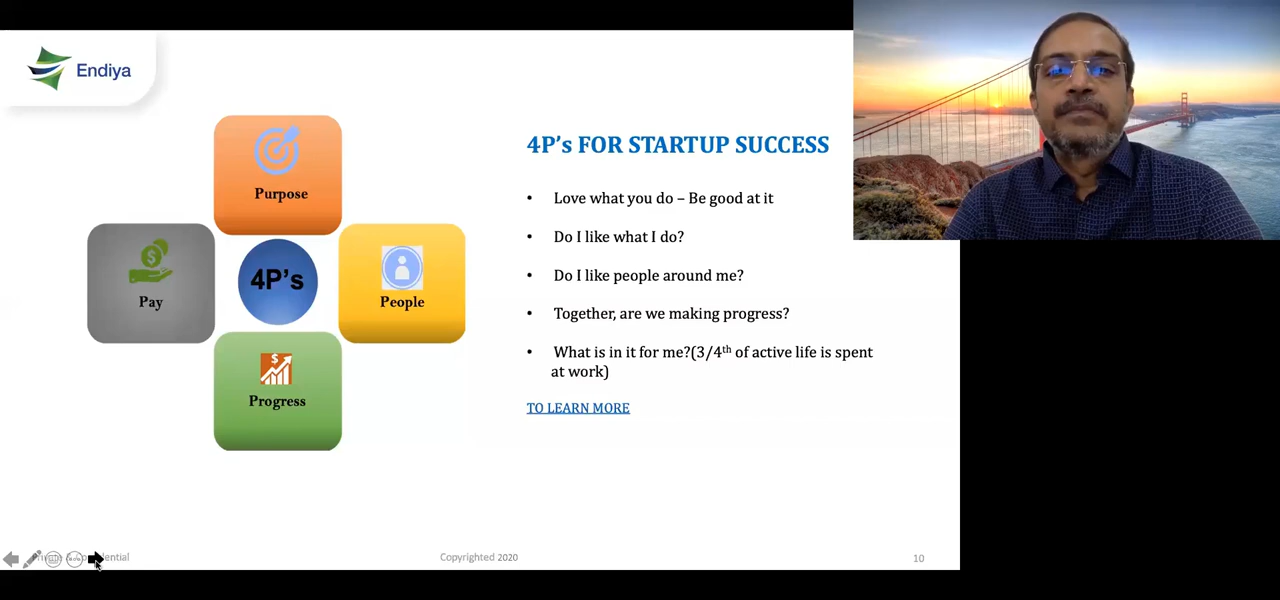 Endiya
Purpose
Pay
4P's
People
Progress
4P's FOR STARTUP SUCCESS
• Love what you do – Be good at it
• Do I like what I do?
• Do I like people around me?
• Together, are we making progress?
• What is in it for me?(3/4th of active life is spent
at work)
TO LEARN MORE
Copyrighted 2020
10